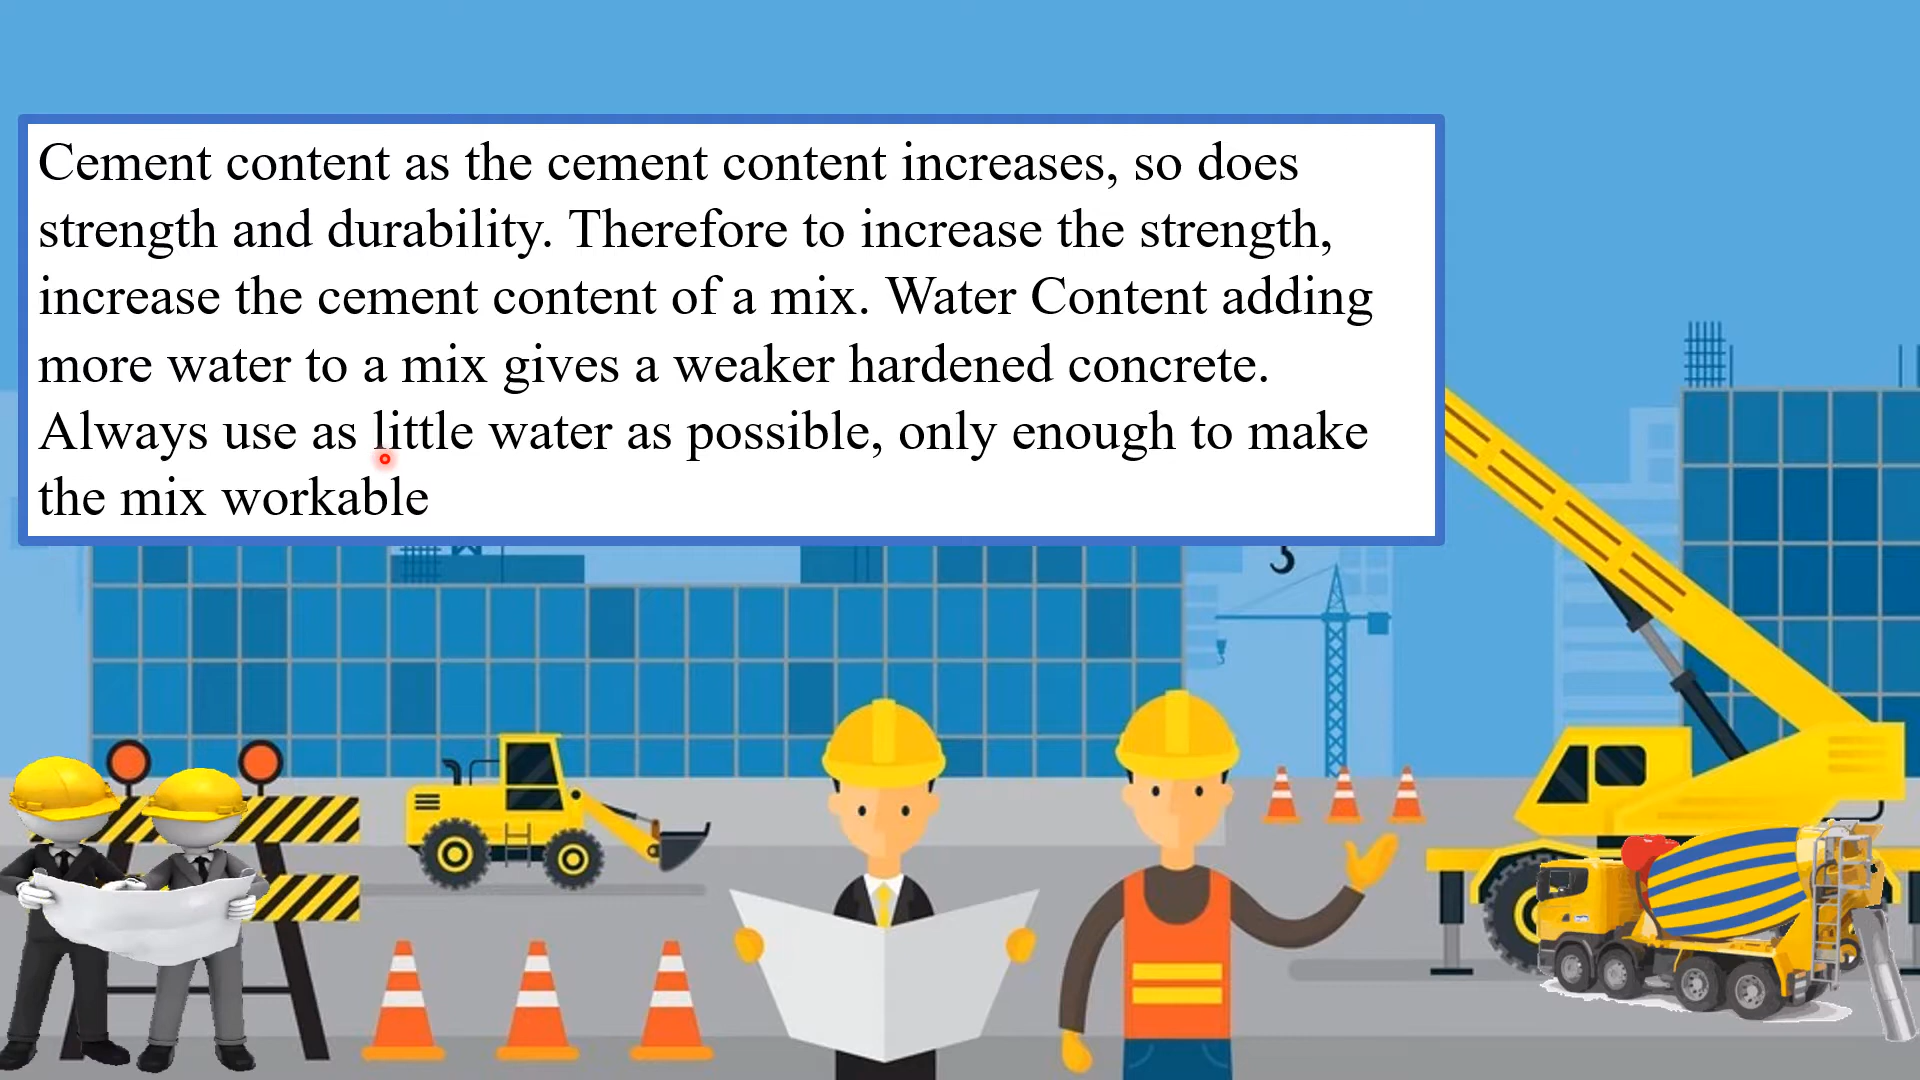 Cement content as the cement content increases, so does
strength and durability. Therefore to increase the strength,
increase the cement content of a mix. Water Content adding
more water to a mix gives a weaker hardened concrete.
Always use as little water as possible, only enough to make
the mix workable